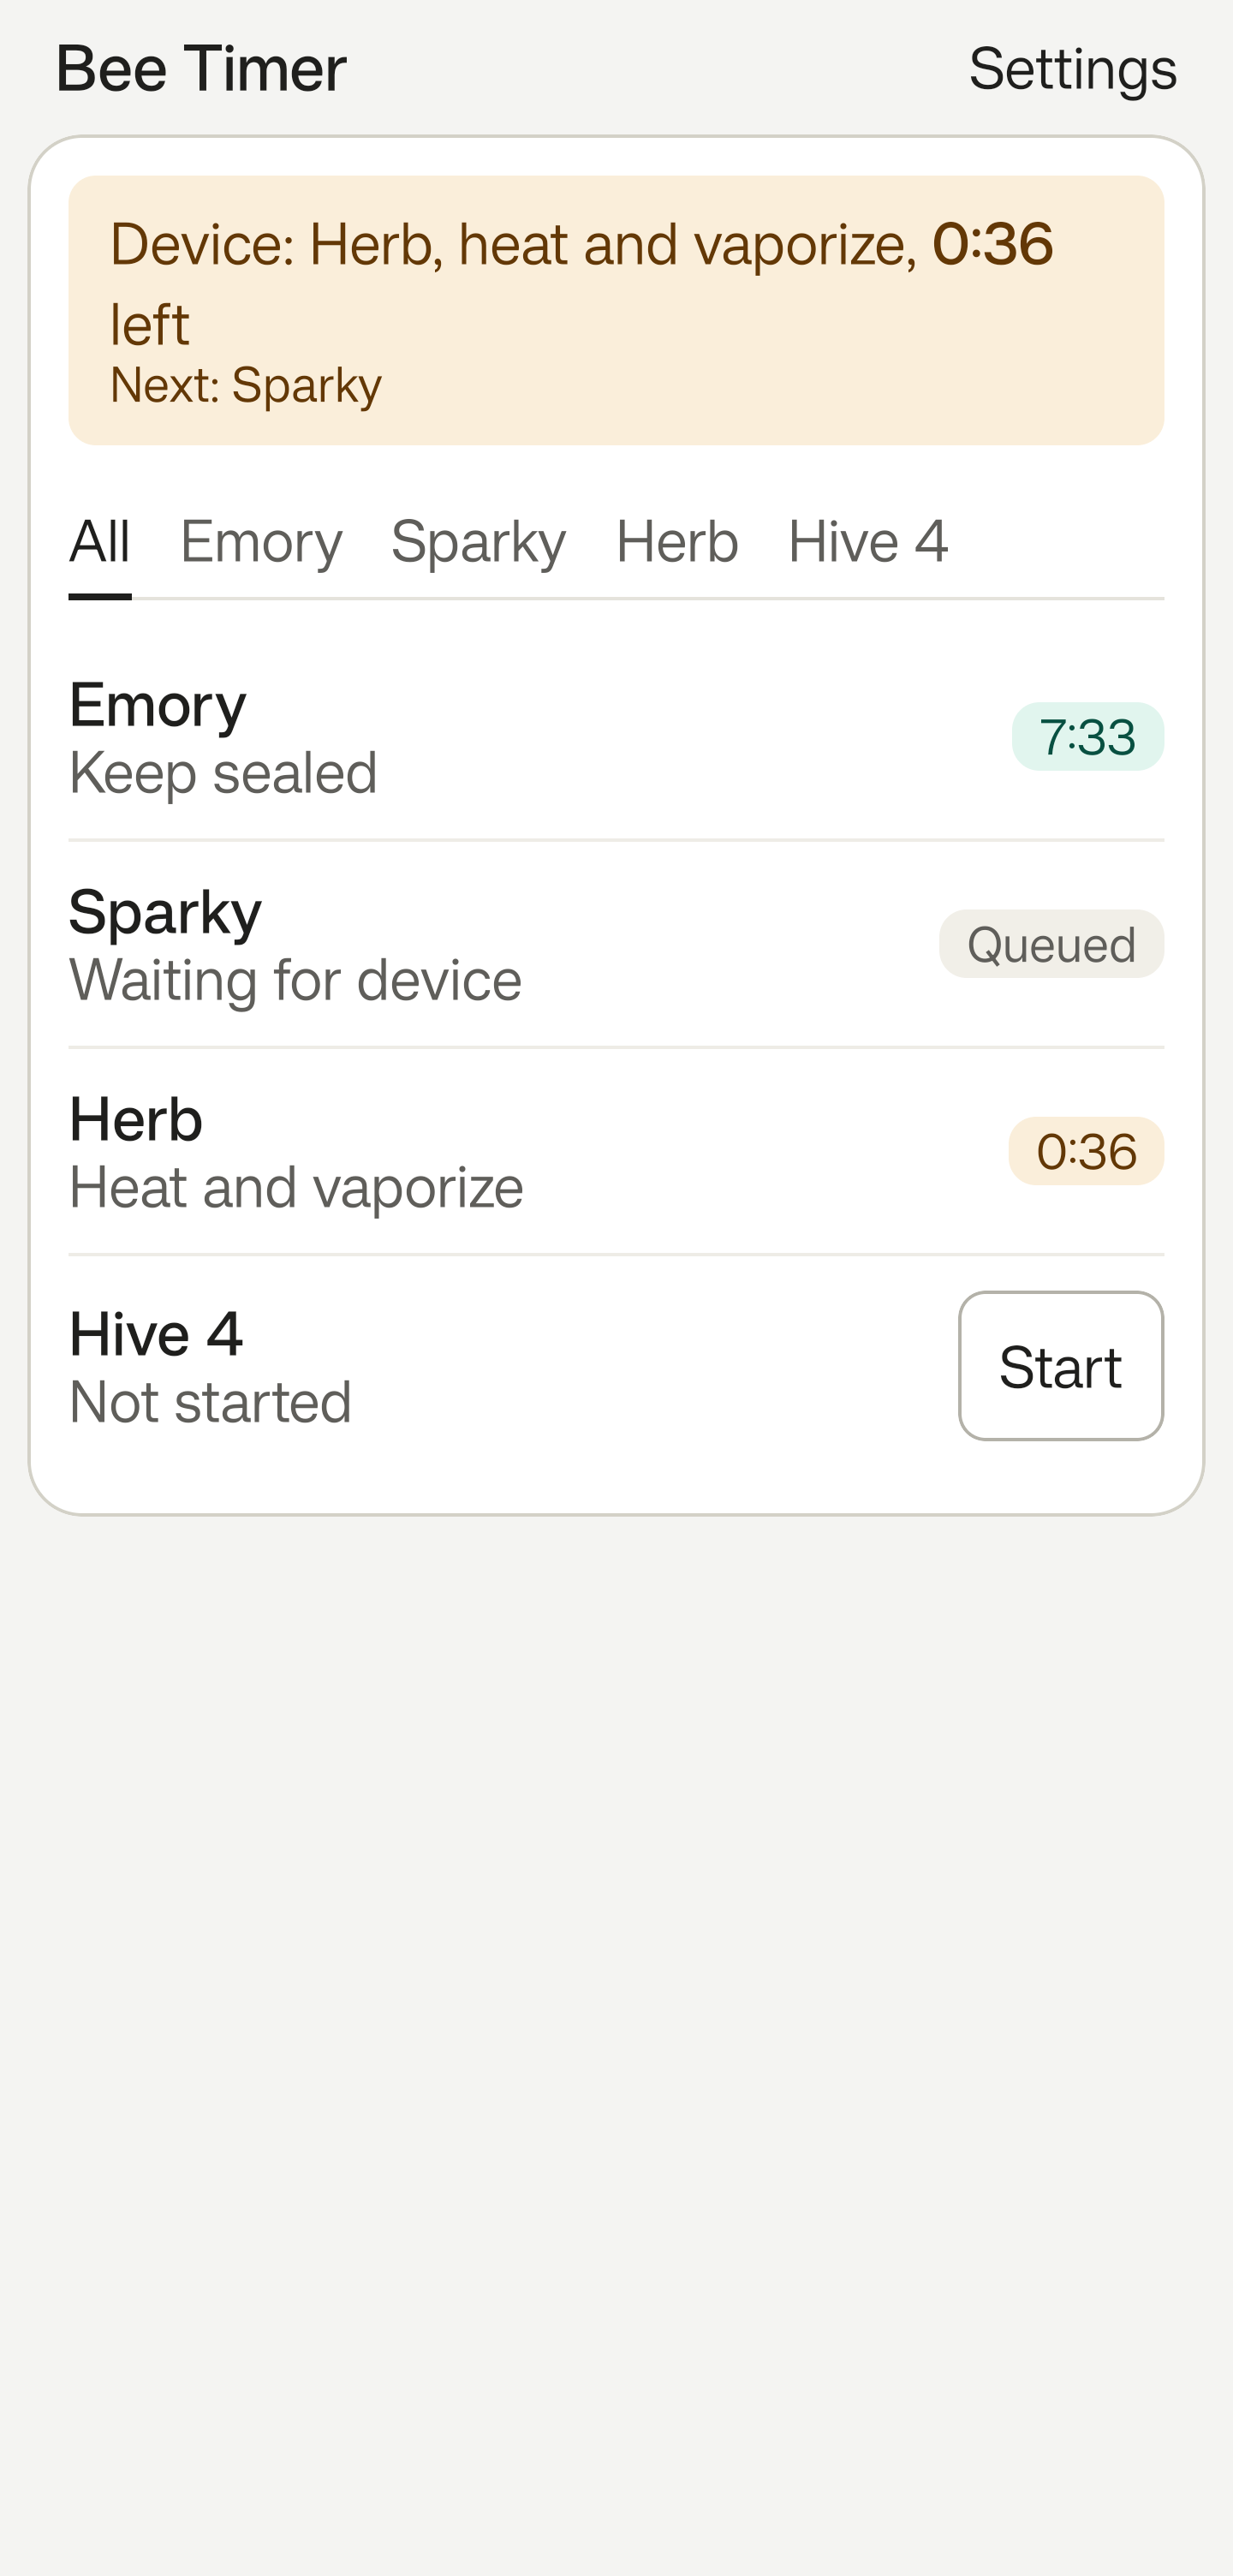 Bee Timer
Settings
Device: Herb, heat and vaporize, 0:36
left
Next: Sparky
All Emory Sparky Herb Hive 4
Emory
Keep sealed
7:33
Sparky
Waiting for device
Queued
Herb
Heat and vaporize
0:36
Hive 4
Not started
Start